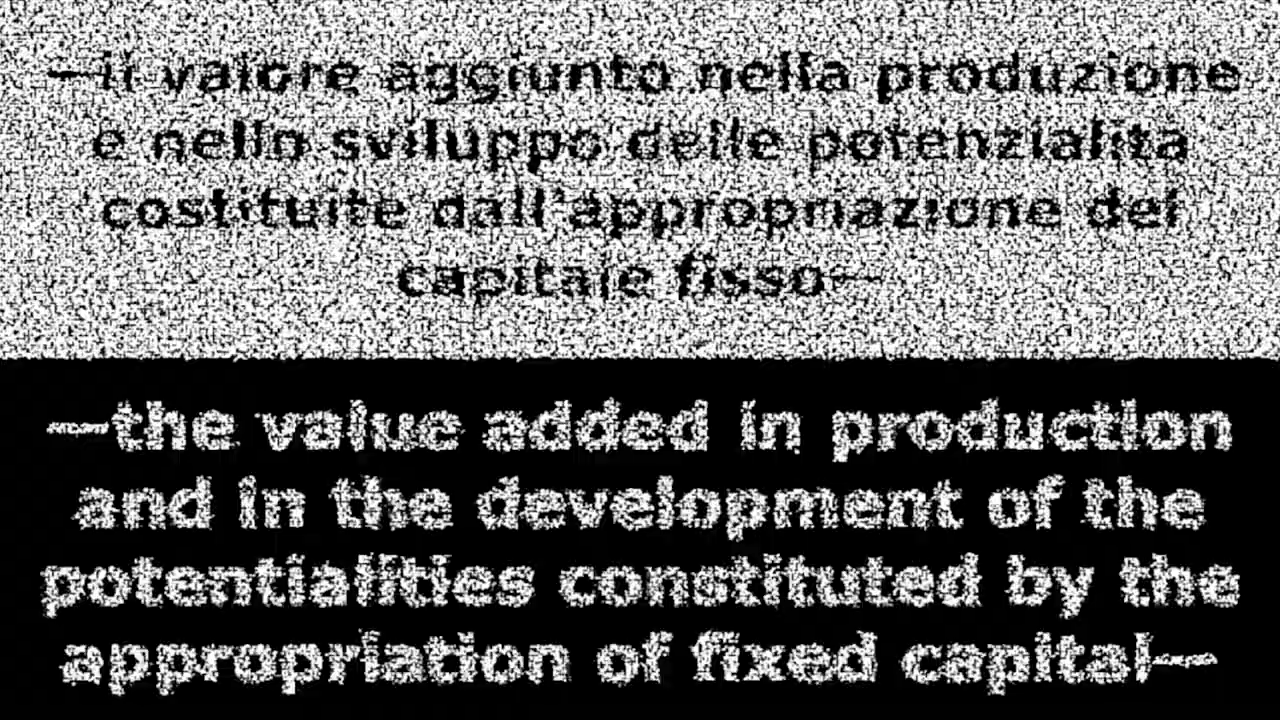 —il valore aggiunto nella produzione
e nello sviluppo delle potenzialità
costituite dall'appropriazione del
capitale fisso—
—the value added in production
and in the development of the
potentialities constituted by the
appropriation of fixed capital—